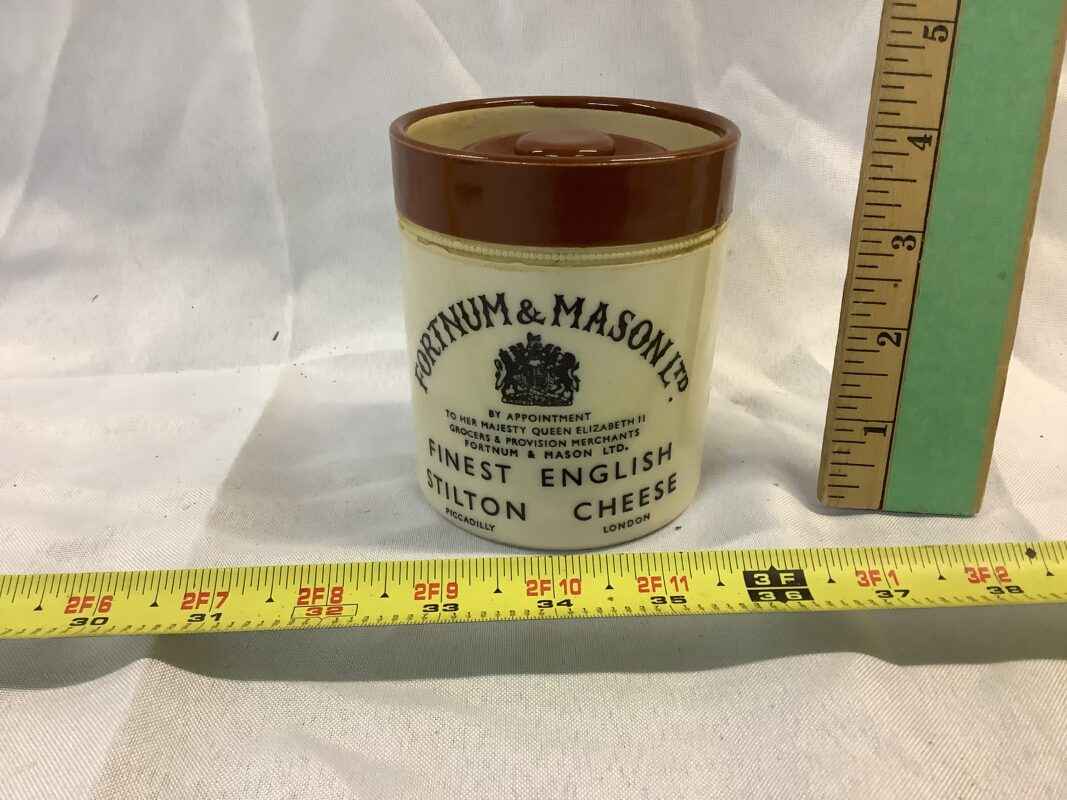 FORTNUM & MASON LTD.
BY APPOINTMENT
TO HER MAJESTY QUEEN ELIZABETH II
GROCERS & PROVISION MERCHANTS
FORTNUM & MASON LTD.
FINEST ENGLISH
STILTON CHEESE
PICCADILLY LONDON
5
4
3
2
1
2F6 2F7 2F8 2F9 2F10 2F11 3F 3F1 3F2
30 31 32 33 34 35 36 37 38